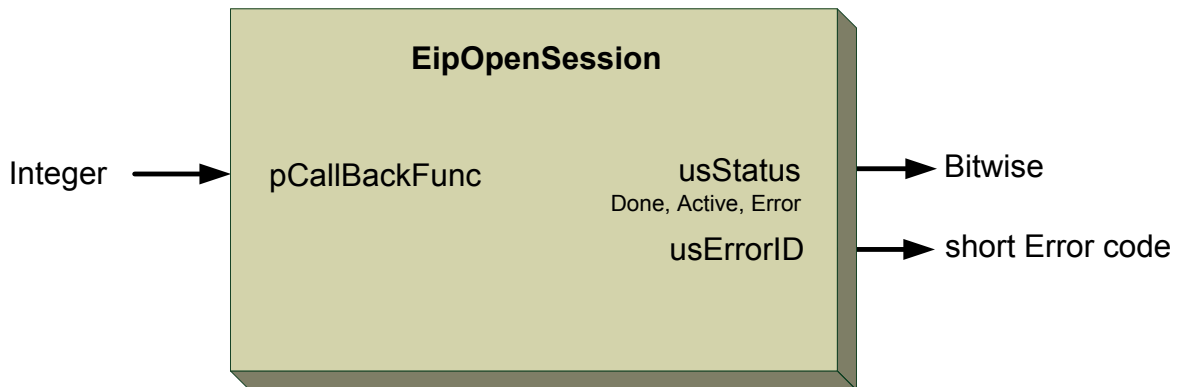 EipOpenSession
Integer
pCallBackFunc
usStatus
Bitwise
Done, Active, Error
usErrorID
short Error code